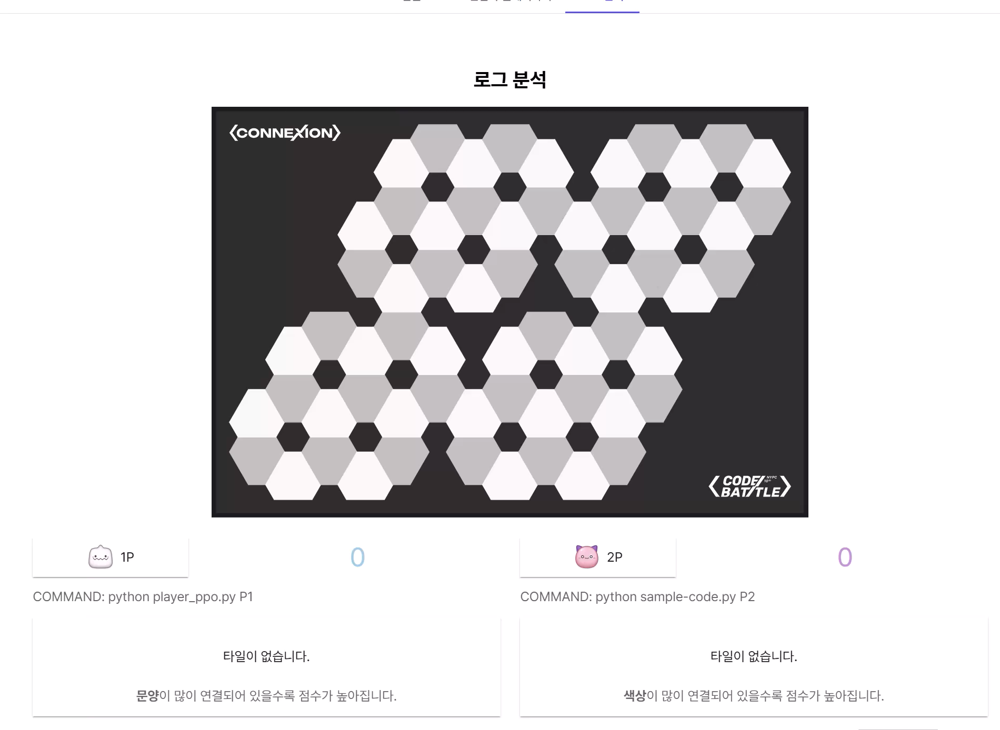 로그 분석
CONNEXION
CODE NYPC 10th
BATTLE
1P
0
2P
0
COMMAND: python player_ppo.py P1
COMMAND: python sample-code.py P2
타일이 없습니다.
타일이 없습니다.
문양이 많이 연결되어 있을수록 점수가 높아집니다.
색상이 많이 연결되어 있을수록 점수가 높아집니다.